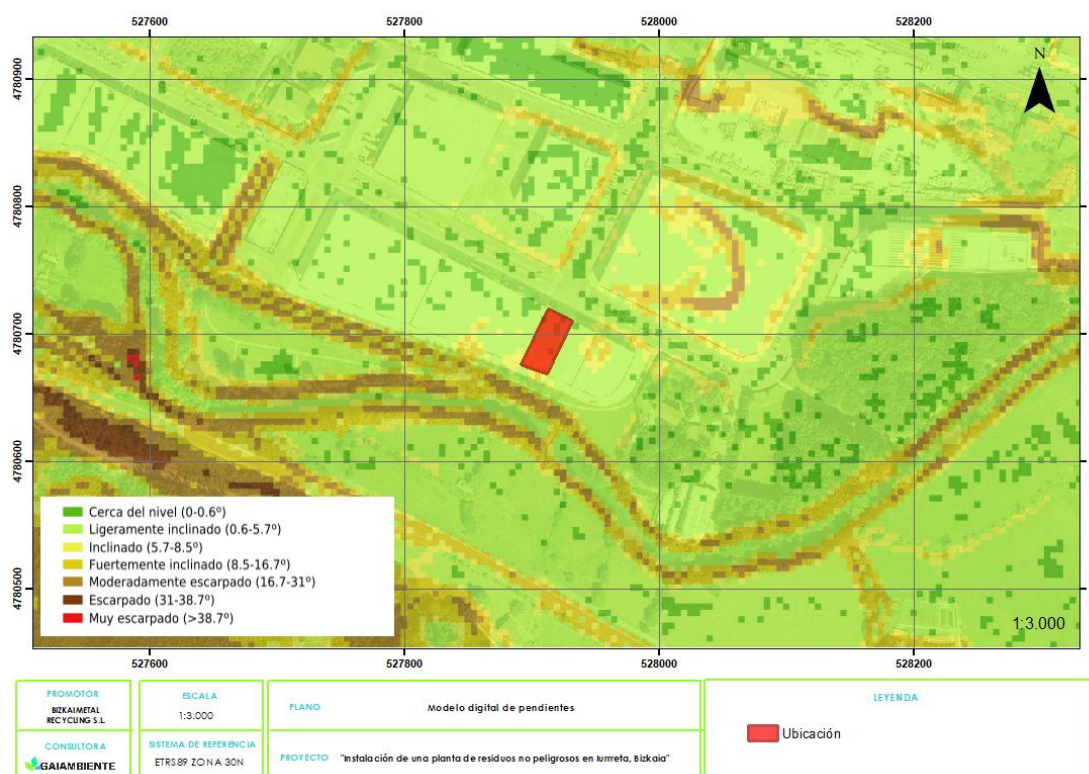 527600 527800 528000 528200
4780900
4780800
4780700
4780600
4780500
N
Cerca del nivel (0-0.6º)
Ligeramente inclinado (0.6-5.7º)
Inclinado (5.7-8.5º)
Fuertemente inclinado (8.5-16.7º)
Moderadamente escarpado (16.7-31º)
Escarpado (31-38.7º)
Muy escarpado (>38.7º)
1:3.000
527600 527800 528000 528200
PROMOTOR
BIZKAIMETAL
RECYCLING S.L.
ESCALA
1:3.000
PLANO Modelo digital de pendientes
LEYENDA
Ubicación
CONSULTORA
GAIAMBIENTE
SISTEMA DE REFERENCIA
ETRS89 ZONA 30N
PROYECTO "Instalación de una planta de residuos no peligrosos en Iurreta, Bizkaia"